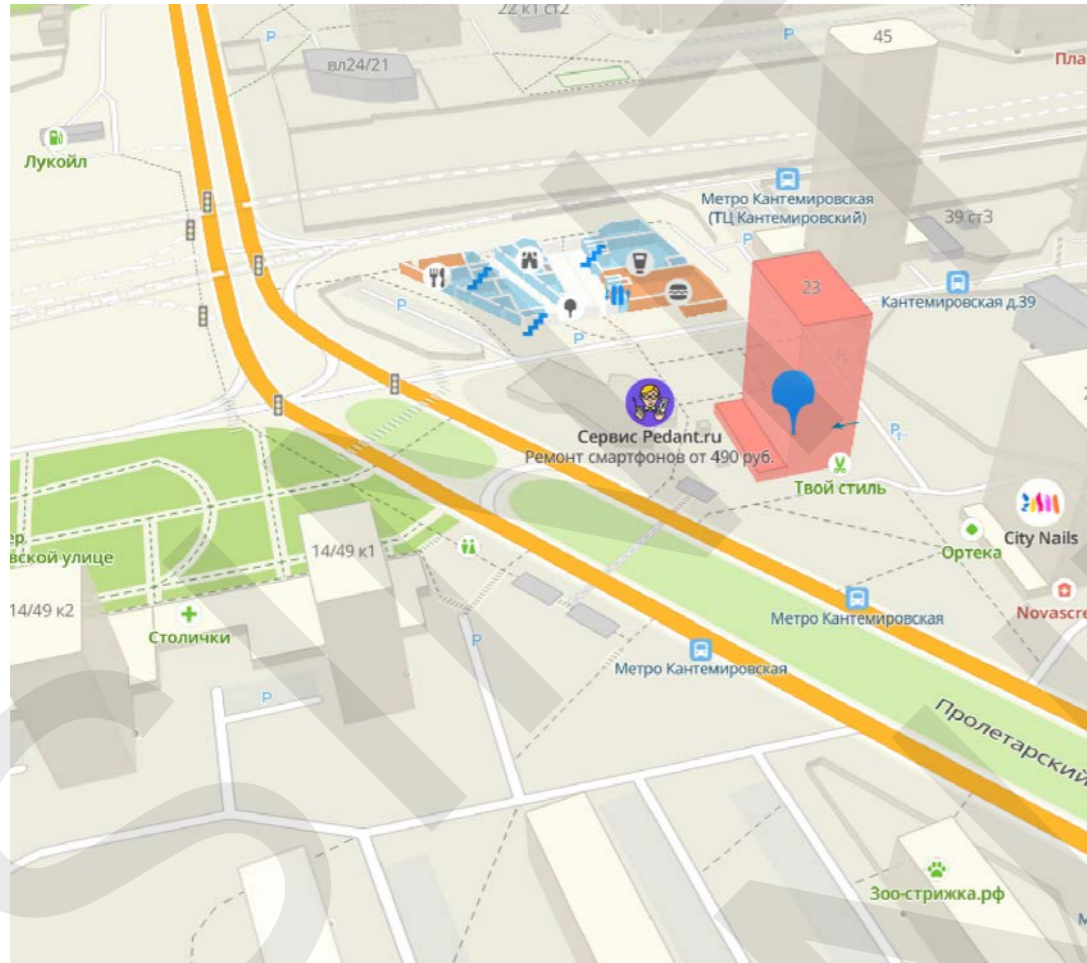 22 к1 ст2
P
P
45
Пла
вл24/21
Лукойл
Метро Кантемировская
(ТЦ Кантемировский)
39 ст3
P
23
Кантемировская д.39
P
P
Сервис Pedant.ru
Ремонт смартфонов от 490 руб.
P
Твой стиль
City Nails
Ортека
ер
вской улице
14/49 к1
14/49 к2
Столички
Novascre
Метро Кантемировская
P
Метро Кантемировская
P
Пролетарский
Зоо-стрижка.рф
М